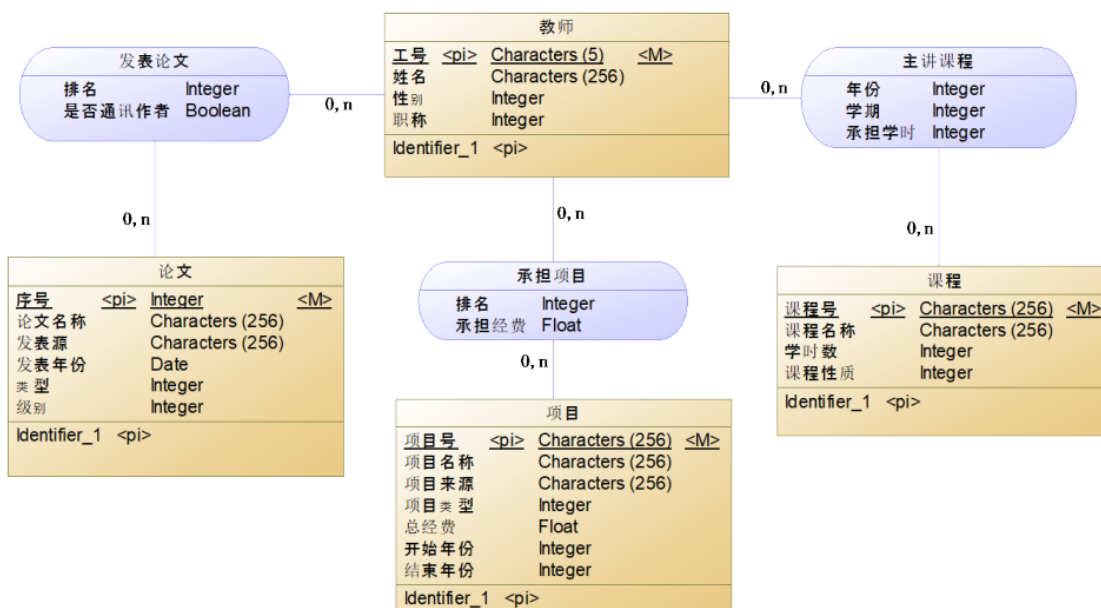 教师
工号 <pi> Characters (5) <M>
姓名 Characters (256)
性别 Integer
职称 Integer
Identifier_1 <pi>
发表论文
排名 Integer
是否通讯作者 Boolean
0, n
0, n
主讲课程
年份 Integer
学期 Integer
承担学时 Integer
0, n
0, n
0, n
论文
序号 <pi> Integer <M>
论文名称 Characters (256)
发表源 Characters (256)
发表年份 Date
类型 Integer
级别 Integer
Identifier_1 <pi>
承担项目
排名 Integer
承担经费 Float
0, n
课程
课程号 <pi> Characters (256) <M>
课程名称 Characters (256)
学时数 Integer
课程性质 Integer
Identifier_1 <pi>
项目
项目号 <pi> Characters (256) <M>
项目名称 Characters (256)
项目来源 Characters (256)
项目类型 Integer
总经费 Float
开始年份 Integer
结束年份 Integer
Identifier_1 <pi>